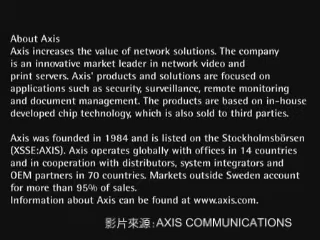 About Axis
Axis increases the value of network solutions. The company
is an innovative market leader in network video and
print servers. Axis' products and solutions are focused on
applications such as security, surveillance, remote monitoring
and document management. The products are based on in-house
developed chip technology, which is also sold to third parties.
Axis was founded in 1984 and is listed on the Stockholmsbörsen
(XSSE:AXIS). Axis operates globally with offices in 14 countries
and in cooperation with distributors, system integrators and
OEM partners in 70 countries. Markets outside Sweden account
for more than 95% of sales.
Information about Axis can be found at www.axis.com.
影片來源:AXIS COMMUNICATIONS